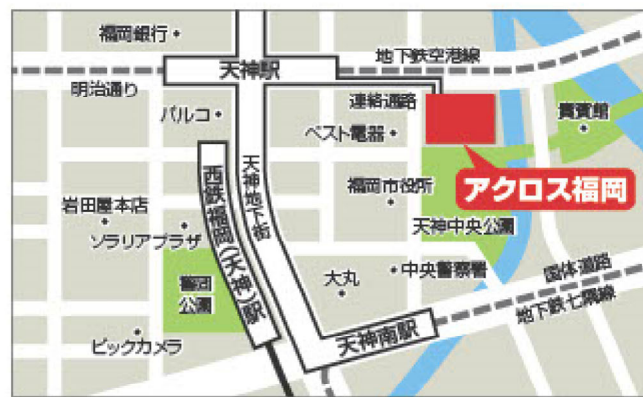 福岡銀行
天神駅
地下鉄空港線
明治通り
パルコ
連絡通路
ベスト電器
貴賓館
アクロス福岡
天神地下街
福岡市役所
岩田屋本店
西鉄福岡(天神)駅
ソラリアプラザ
天神中央公園
警固
公園
大丸
中央警察署
国体道路
地下鉄七隈線
天神南駅
ビックカメラ